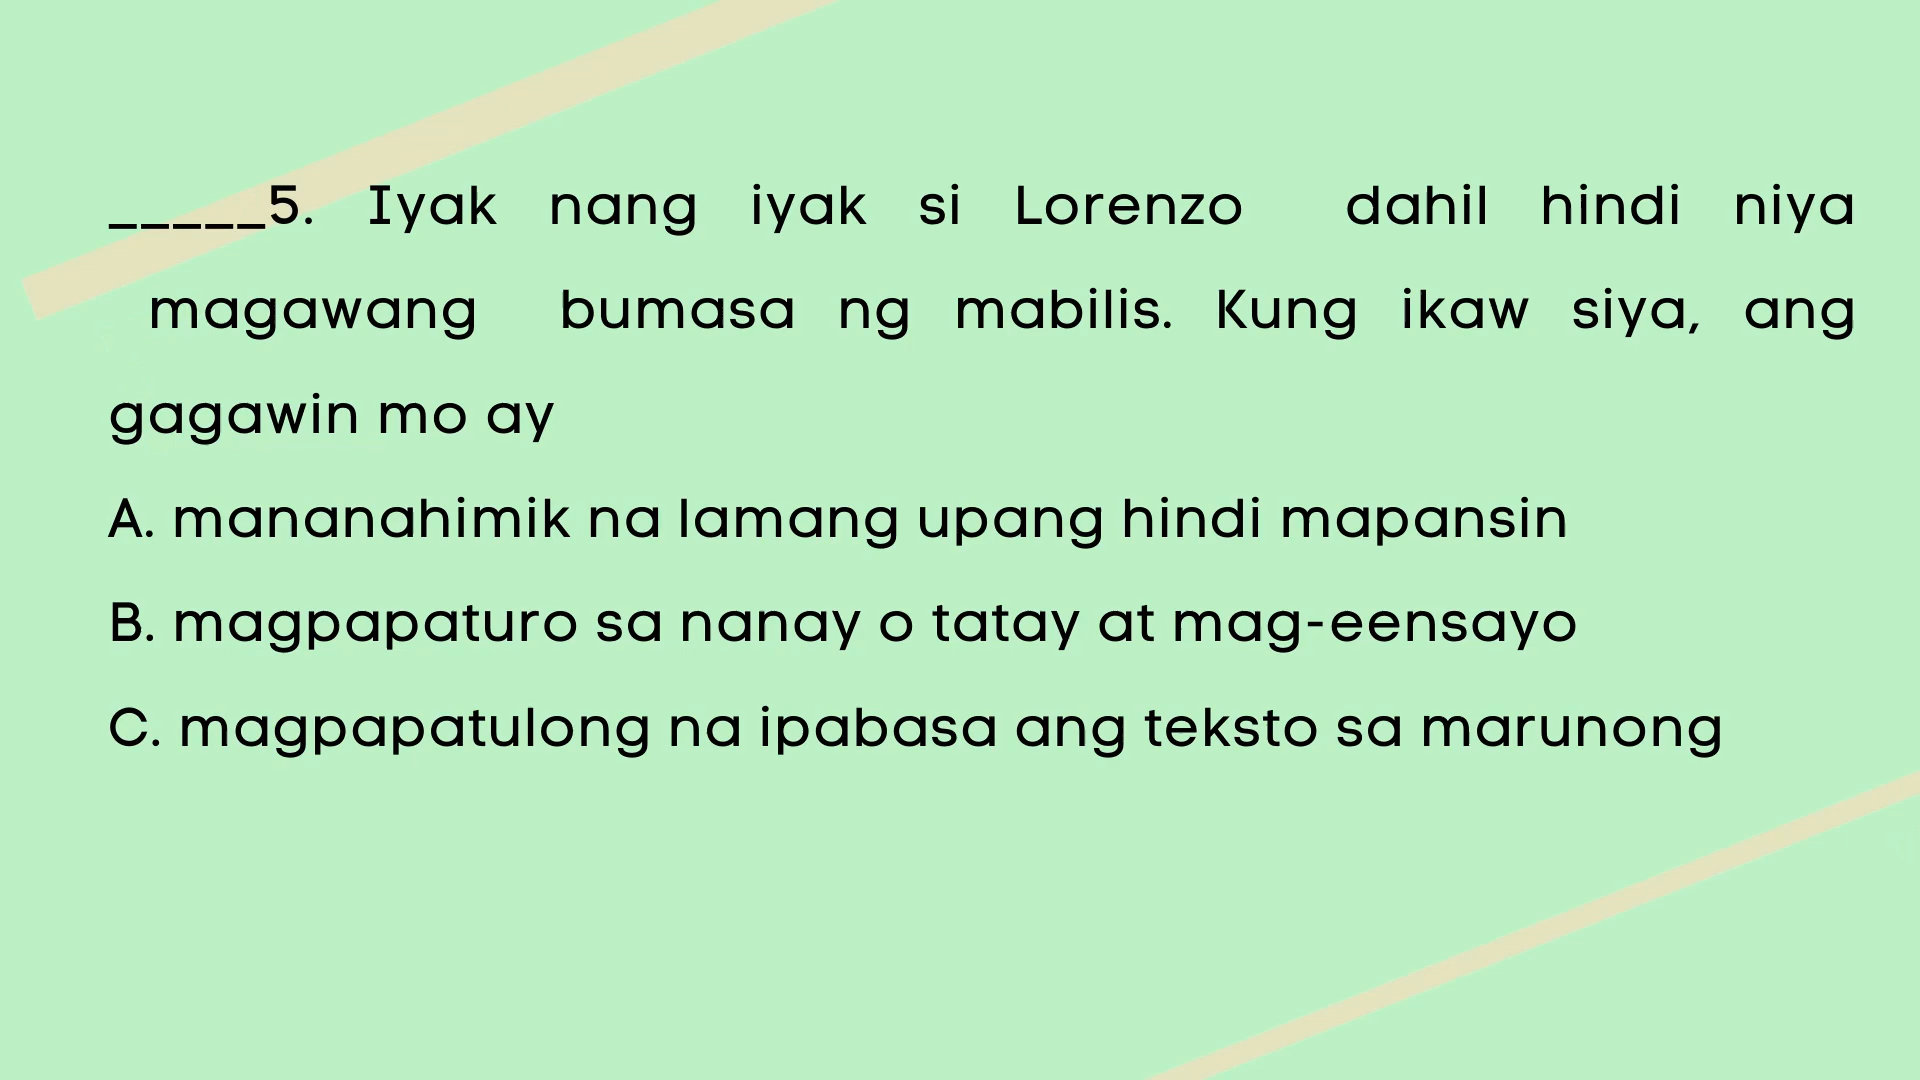 _____5. Iyak nang iyak si Lorenzo dahil hindi niya
magawang bumasa ng mabilis. Kung ikaw siya, ang
gagawin mo ay
A. mananahimik na lamang upang hindi mapansin
B. magpapaturo sa nanay o tatay at mag-eensayo
C. magpapatulong na ipabasa ang teksto sa marunong